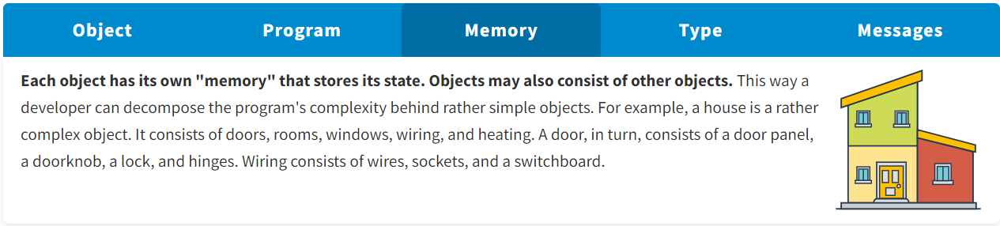 Object
Program
Memory
Type
Messages
Each object has its own "memory" that stores its state. Objects may also consist of other objects. This way a
developer can decompose the program's complexity behind rather simple objects. For example, a house is a rather
complex object. It consists of doors, rooms, windows, wiring, and heating. A door, in turn, consists of a door panel,
a doorknob, a lock, and hinges. Wiring consists of wires, sockets, and a switchboard.